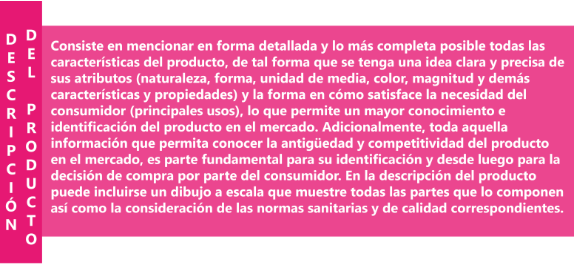 DESCRIPCIÓN
DEL PRODUCTO
Consiste en mencionar en forma detallada y lo más completa posible todas las
características del producto, de tal forma que se tenga una idea clara y precisa de
sus atributos (naturaleza, forma, unidad de media, color, magnitud y demás
características y propiedades) y la forma en cómo satisface la necesidad del
consumidor (principales usos), lo que permite un mayor conocimiento e
identificación del producto en el mercado. Adicionalmente, toda aquella
información que permita conocer la antigüedad y competitividad del producto
en el mercado, es parte fundamental para su identificación y desde luego para la
decisión de compra por parte del consumidor. En la descripción del producto
puede incluirse un dibujo a escala que muestre todas las partes que lo componen
así como la consideración de las normas sanitarias y de calidad correspondientes.